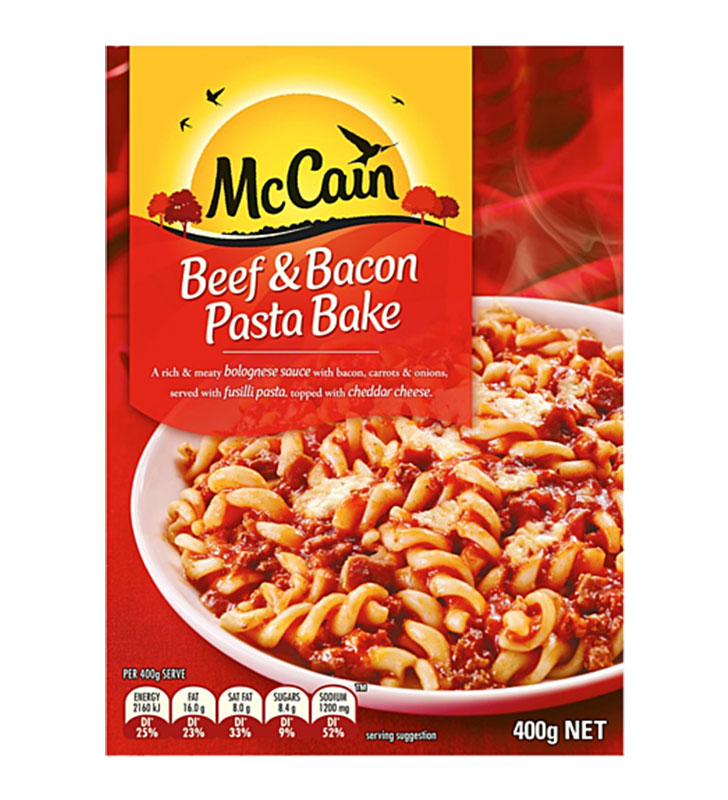 McCain
Beef & Bacon
Pasta Bake
A rich & meaty bolognese sauce with bacon, carrots & onions,
served with fusilli pasta, topped with cheddar cheese.
PER 400g SERVE
ENERGY 2160 kJ DI* 25%
FAT 16.0 g DI* 23%
SAT FAT 8.0 g DI* 33%
SUGARS 8.4 g DI* 9%
SODIUM 1200 mg DI* 52%
TM
serving suggestion
400g NET